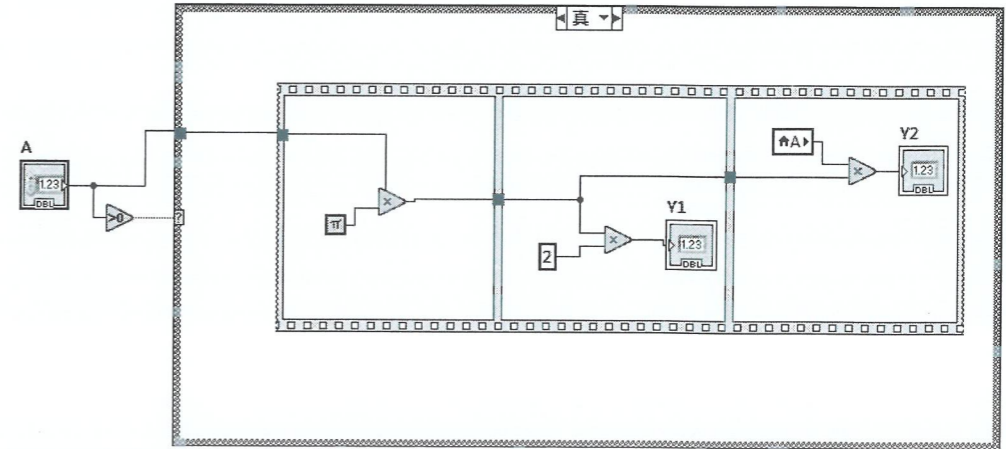 真
A
1.23
DBL
>0
?
π
×
2
×
Y1
1.23
DBL
A
×
Y2
1.23
DBL